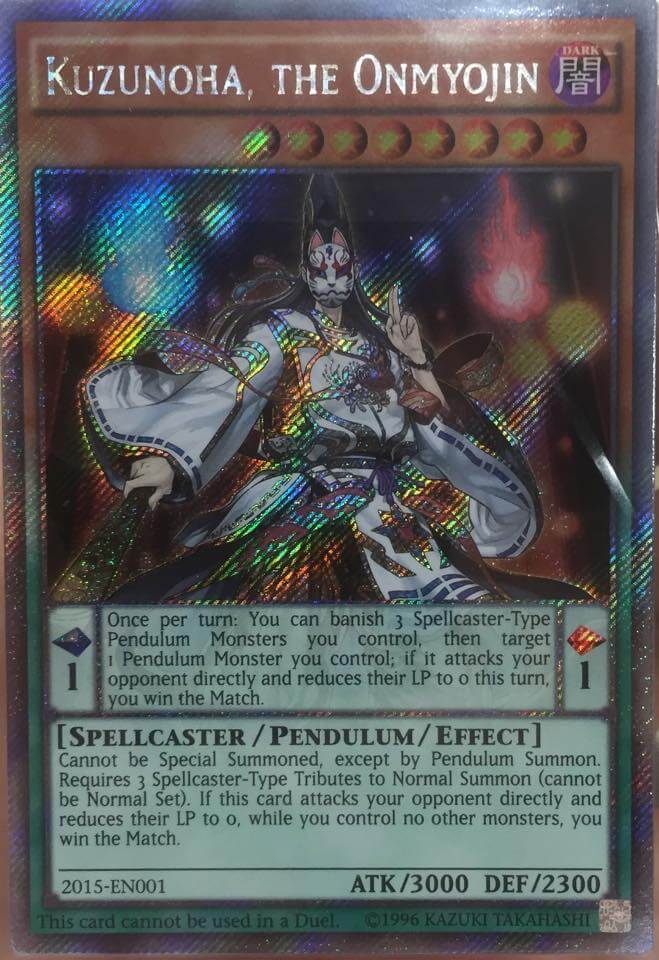 KUZUNOHA, THE ONMYOJIN
DARK
闇
Once per turn: You can banish 3 Spellcaster-Type
Pendulum Monsters you control, then target
1 Pendulum Monster you control; if it attacks your
opponent directly and reduces their LP to 0 this turn,
you win the Match.
1
1
[SPELLCASTER/PENDULUM/EFFECT]
Cannot be Special Summoned, except by Pendulum Summon.
Requires 3 Spellcaster-Type Tributes to Normal Summon (cannot
be Normal Set). If this card attacks your opponent directly and
reduces their LP to 0, while you control no other monsters, you
win the Match.
2015-EN001
ATK/3000 DEF/2300
This card cannot be used in a Duel.
©1996 KAZUKI TAKAHASHI